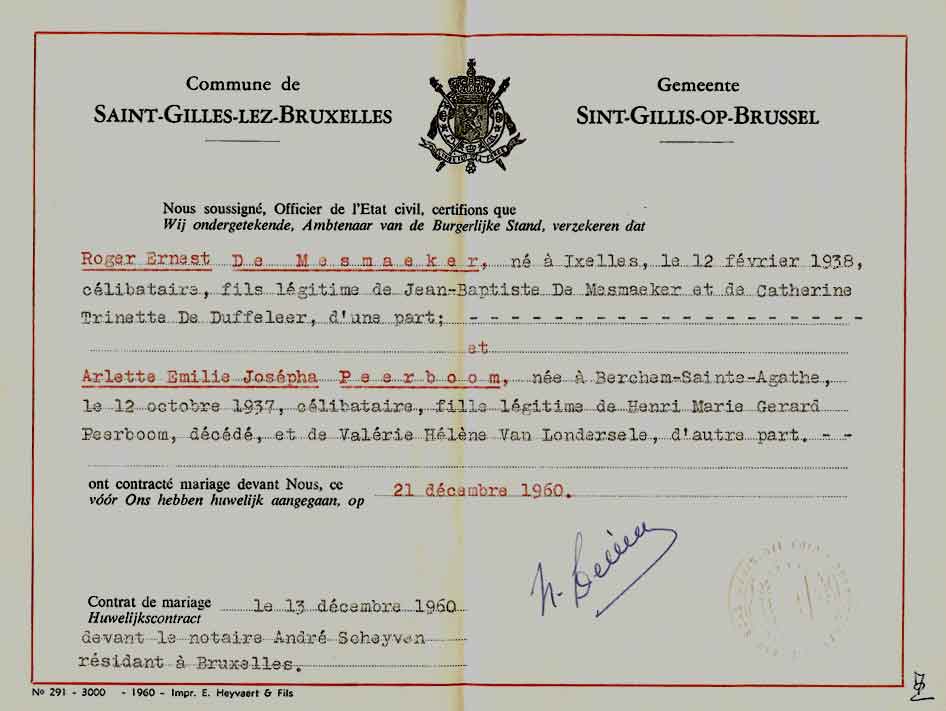 Commune de
SAINT-GILLES-LEZ-BRUXELLES
Gemeente
SINT-GILLIS-OP-BRUSSEL
Nous soussigné, Officier de l'Etat civil, certifions que
Wij ondergetekende, Ambtenaar van de Burgerlijke Stand, verzekeren dat
Roger Ernest De Mesmaeker, né à Ixelles, le 12 février 1938,
célibataire, fils légitime de Jean-Baptiste De Mesmaeker et de Catherine
Trinette De Duffeleer, d'une part; - - - - - - - - - - - - - - - - - -
et
Arlette Emilie Josépha Peerboom, née à Berchem-Sainte-Agathe,
le 12 octobre 1937, célibataire, fille légitime de Henri Marie Gerard
Peerboom, décédé, et de Valérie Hélène Van Londersele, d'autre part. - -
ont contracté mariage devant Nous, ce
vóór Ons hebben huwelijk aangegaan, op
21 décembre 1960.
Contrat de mariage le 13 décembre 1960
Huwelijkscontract
devant le notaire André Scheyven
résidant à Bruxelles.
No 291 - 3000 - 1960 - Impr. E. Heyvaert & Fils